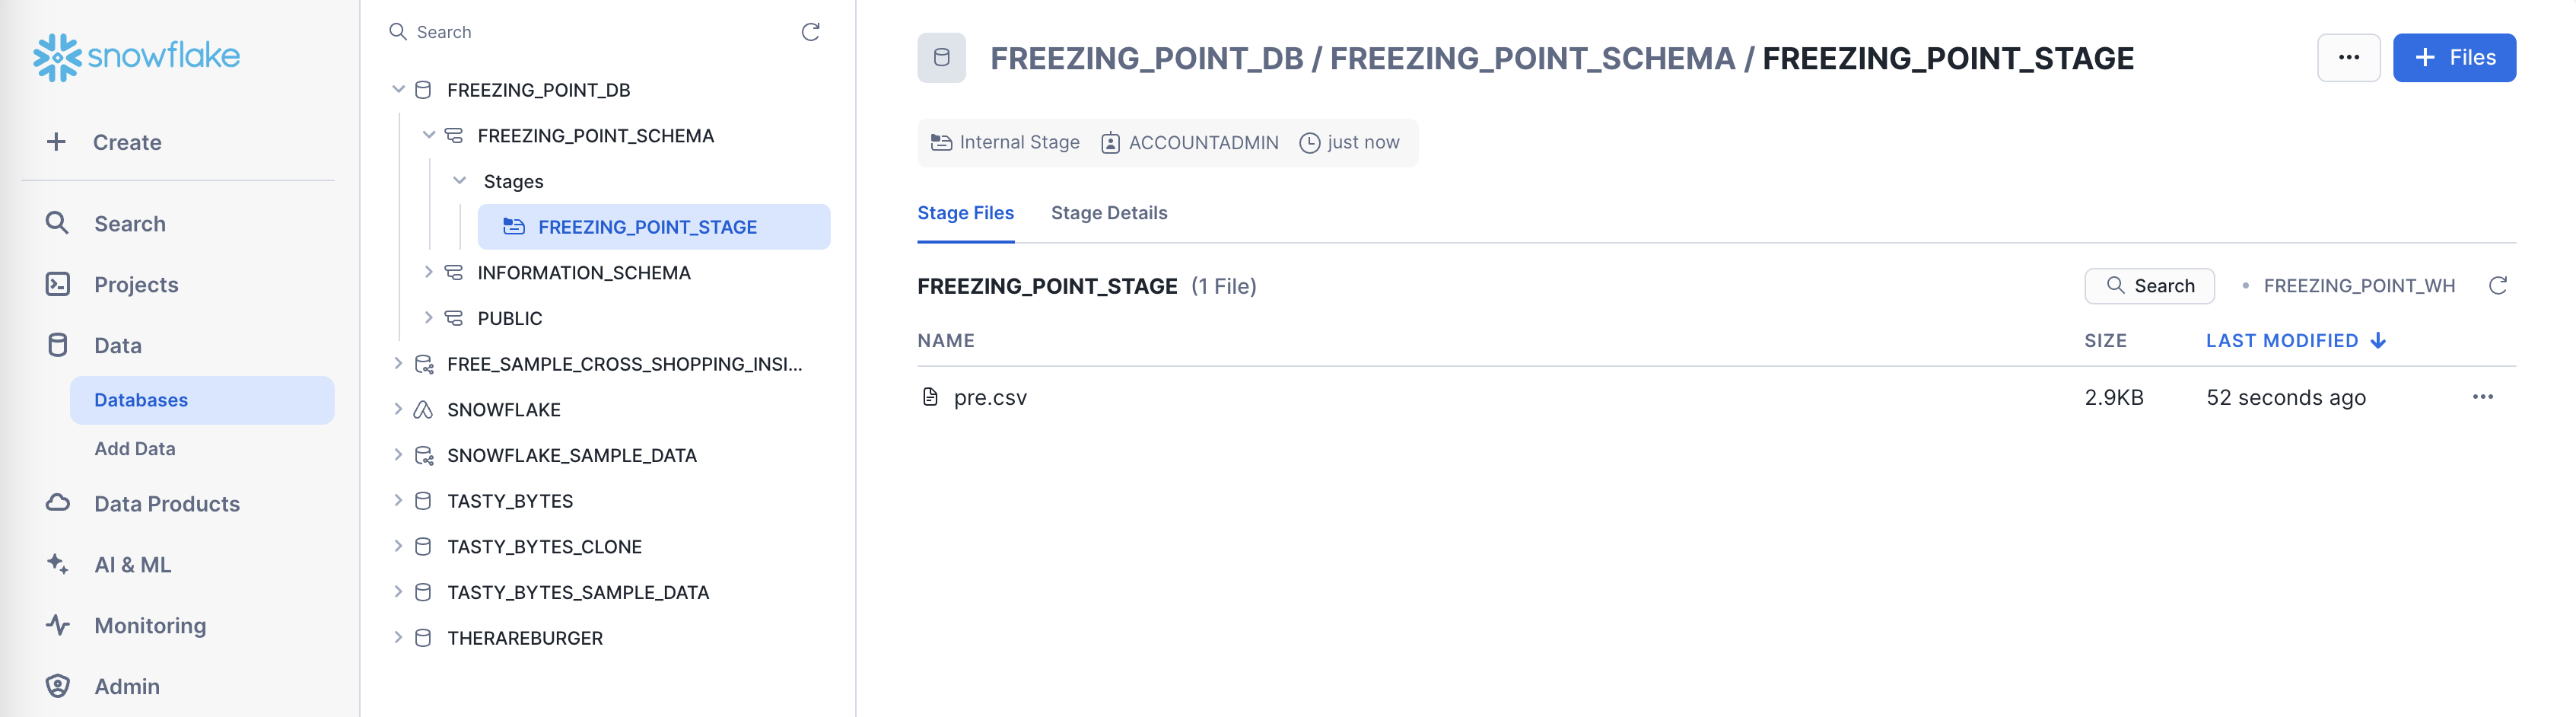 snowflake
Create
Search
Projects
Data
Databases
Add Data
Data Products
AI & ML
Monitoring
Admin
Search
FREEZING_POINT_DB
FREEZING_POINT_SCHEMA
Stages
FREEZING_POINT_STAGE
INFORMATION_SCHEMA
PUBLIC
FREE_SAMPLE_CROSS_SHOPPING_INSI...
SNOWFLAKE
SNOWFLAKE_SAMPLE_DATA
TASTY_BYTES
TASTY_BYTES_CLONE
TASTY_BYTES_SAMPLE_DATA
THERAREBURGER
FREEZING_POINT_DB / FREEZING_POINT_SCHEMA / FREEZING_POINT_STAGE
... + Files
Internal Stage ACCOUNTADMIN just now
Stage Files Stage Details
FREEZING_POINT_STAGE (1 File) Search • FREEZING_POINT_WH
NAME SIZE LAST MODIFIED
pre.csv 2.9KB 52 seconds ago ...